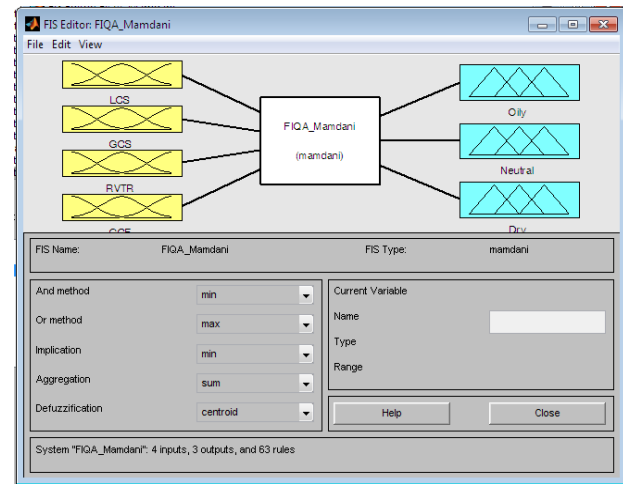 FIS Editor: FIQA_Mamdani
File Edit View
LCS
GCS
RVTR
FIQA_Mamdani
(mamdani)
Oily
Neutral
Dry
FIS Name: FIQA_Mamdani FIS Type: mamdani
And method min
Or method max
Implication min
Aggregation sum
Defuzzification centroid
Current Variable
Name
Type
Range
Help Close
System "FIQA_Mamdani": 4 inputs, 3 outputs, and 63 rules